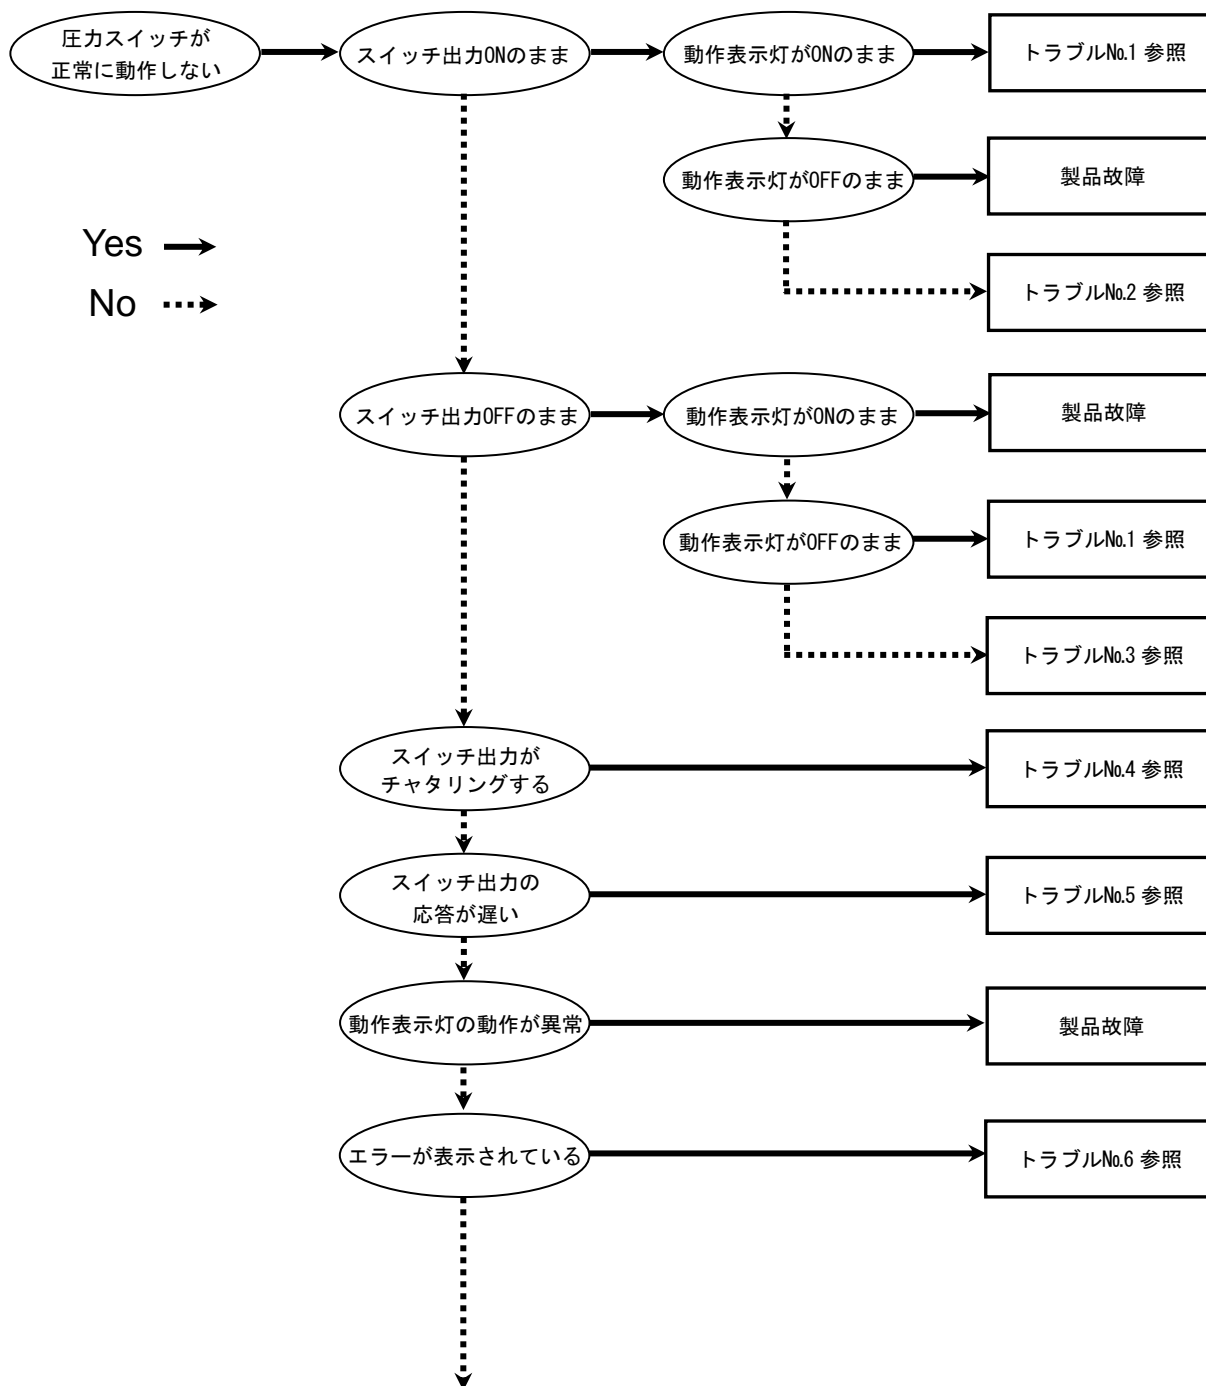 圧力スイッチが
正常に動作しない
スイッチ出力ONのまま
動作表示灯がONのまま
トラブル№1 参照
動作表示灯がOFFのまま
製品故障
Yes
No
トラブル№2 参照
スイッチ出力OFFのまま
動作表示灯がONのまま
製品故障
動作表示灯がOFFのまま
トラブル№1 参照
トラブル№3 参照
スイッチ出力が
チャタリングする
トラブル№4 参照
スイッチ出力の
応答が遅い
トラブル№5 参照
動作表示灯の動作が異常
製品故障
エラーが表示されている
トラブル№6 参照